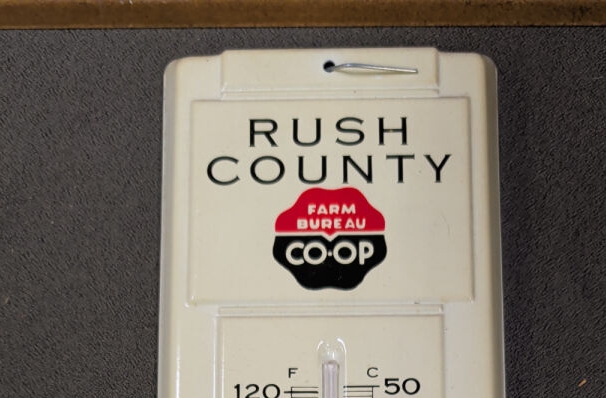 RUSH
COUNTY
FARM
BUREAU
CO-OP
F C
120 50